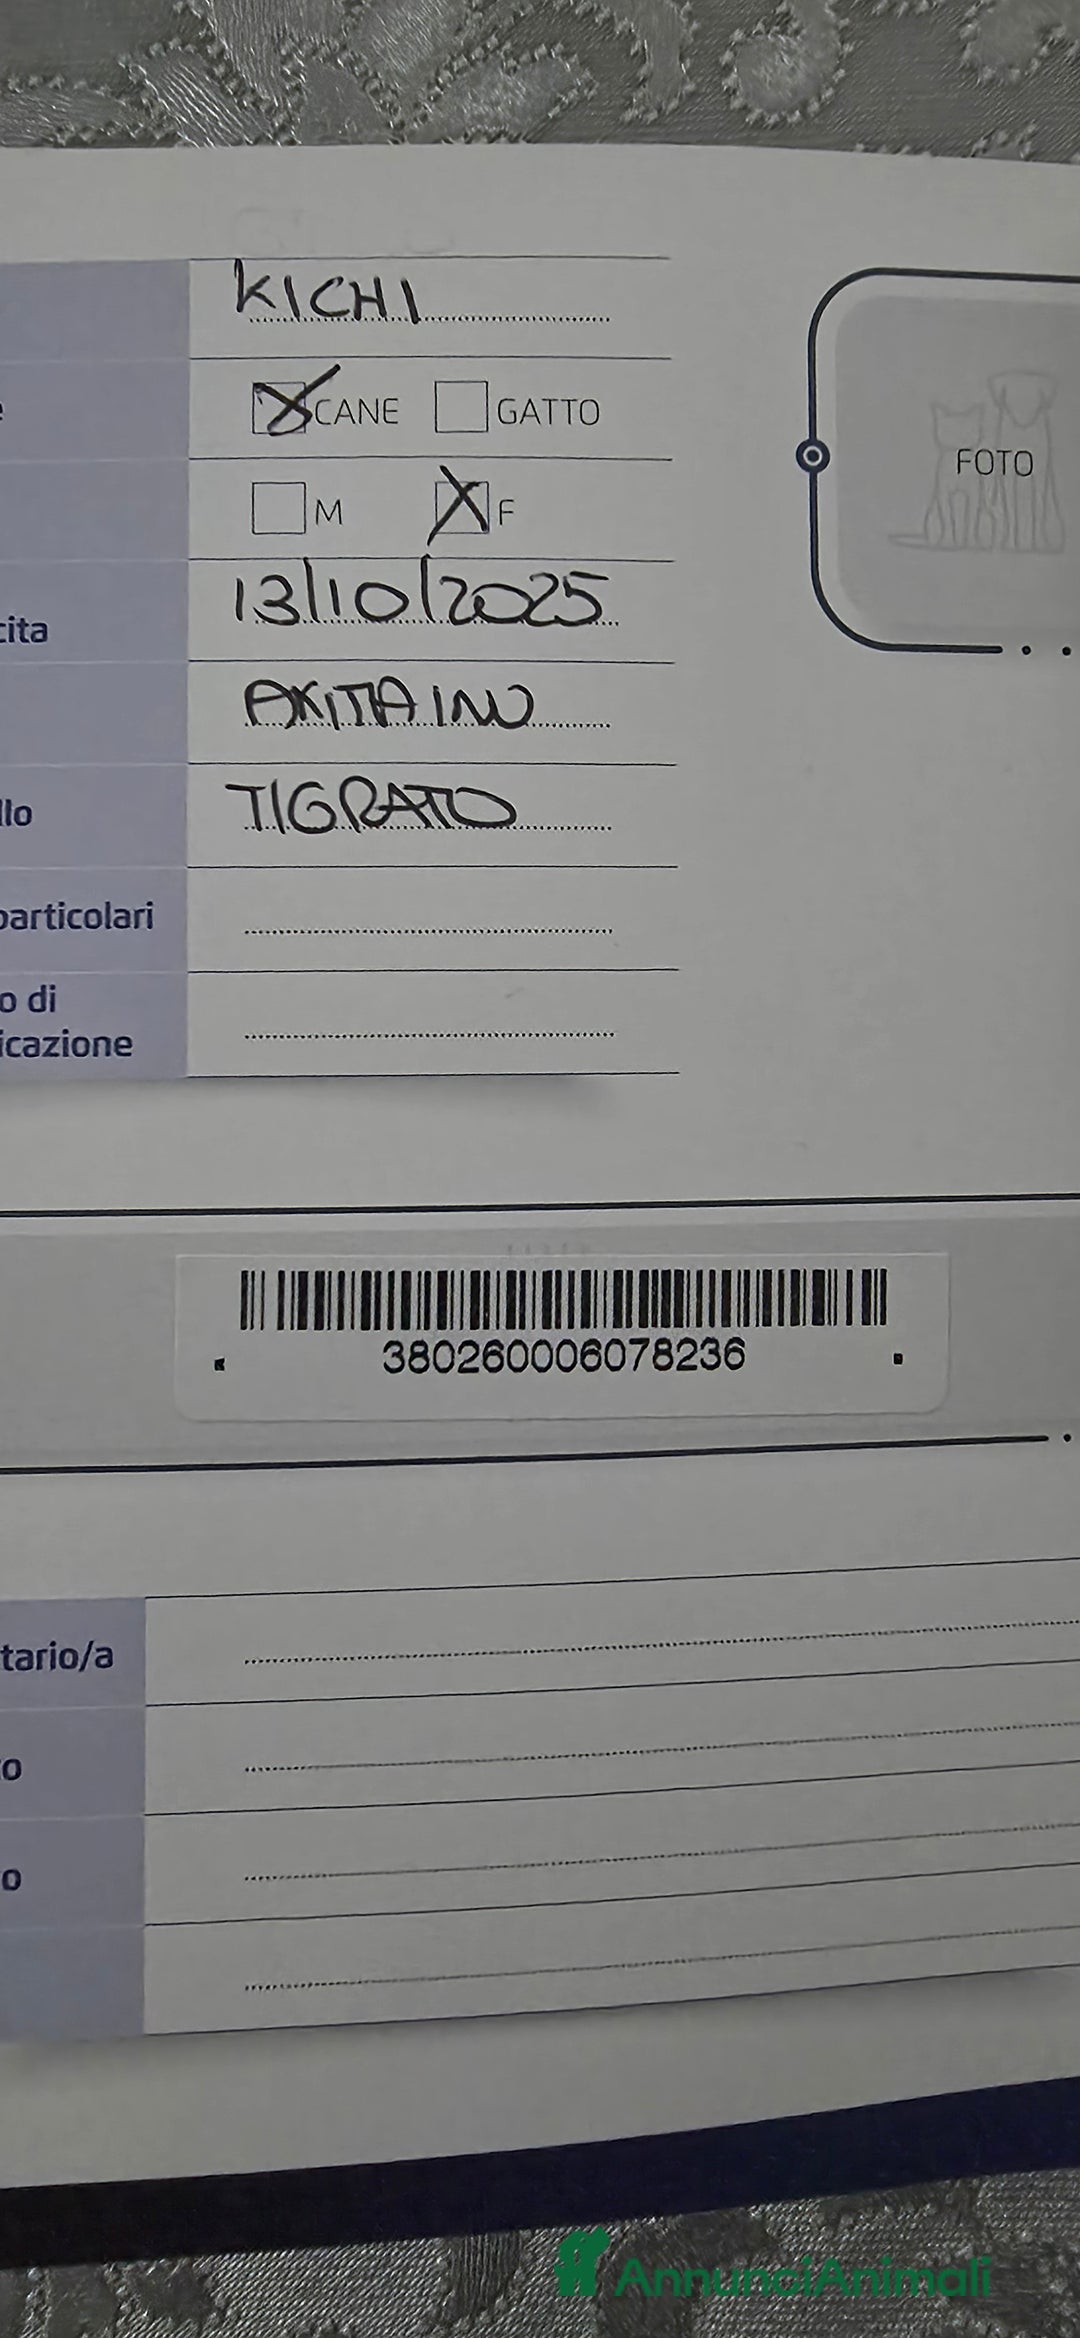 KICHI
CANE GATTO
M F
FOTO
cita 13/10/2025
AKITA INU
llo TIGRATO
particolari
o di
icazione
380260006078236
tario/a
o
o
AnnunciAnimali